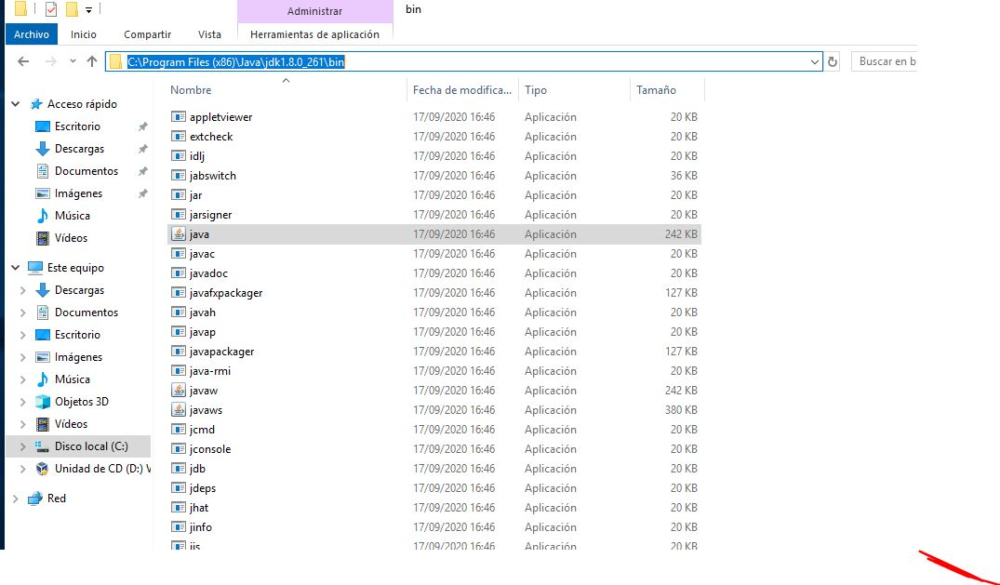 Administrar bin
Archivo Inicio Compartir Vista Herramientas de aplicación
C:\Program Files (x86)\Java\jdk1.8.0_261\bin Buscar en b
Nombre Fecha de modifica... Tipo Tamaño
Acceso rápido
Escritorio
Descargas
Documentos
Imágenes
Música
Vídeos
Este equipo
Descargas
Documentos
Escritorio
Imágenes
Música
Objetos 3D
Vídeos
Disco local (C:)
Unidad de CD (D:) V
Red
appletviewer 17/09/2020 16:46 Aplicación 20 KB
extcheck 17/09/2020 16:46 Aplicación 20 KB
idlj 17/09/2020 16:46 Aplicación 20 KB
jabswitch 17/09/2020 16:46 Aplicación 36 KB
jar 17/09/2020 16:46 Aplicación 20 KB
jarsigner 17/09/2020 16:46 Aplicación 20 KB
java 17/09/2020 16:46 Aplicación 242 KB
javac 17/09/2020 16:46 Aplicación 20 KB
javadoc 17/09/2020 16:46 Aplicación 20 KB
javafxpackager 17/09/2020 16:46 Aplicación 127 KB
javah 17/09/2020 16:46 Aplicación 20 KB
javap 17/09/2020 16:46 Aplicación 20 KB
javapackager 17/09/2020 16:46 Aplicación 127 KB
java-rmi 17/09/2020 16:46 Aplicación 20 KB
javaw 17/09/2020 16:46 Aplicación 242 KB
javaws 17/09/2020 16:46 Aplicación 380 KB
jcmd 17/09/2020 16:46 Aplicación 20 KB
jconsole 17/09/2020 16:46 Aplicación 20 KB
jdb 17/09/2020 16:46 Aplicación 20 KB
jdeps 17/09/2020 16:46 Aplicación 20 KB
jhat 17/09/2020 16:46 Aplicación 20 KB
jinfo 17/09/2020 16:46 Aplicación 20 KB
17/09/2020 16:46 Aplicación 20 KB